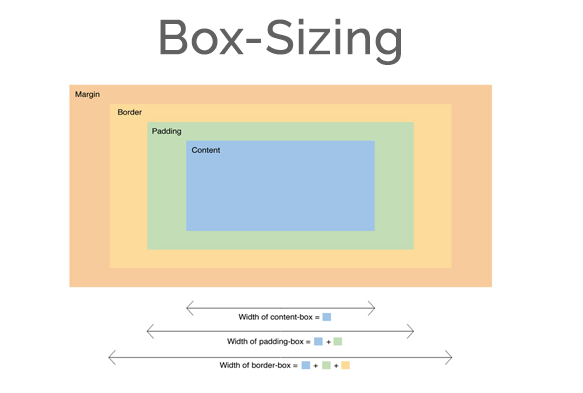 Box-Sizing
Margin
Border
Padding
Content
Width of content-box =
Width of padding-box = +
Width of border-box = + +